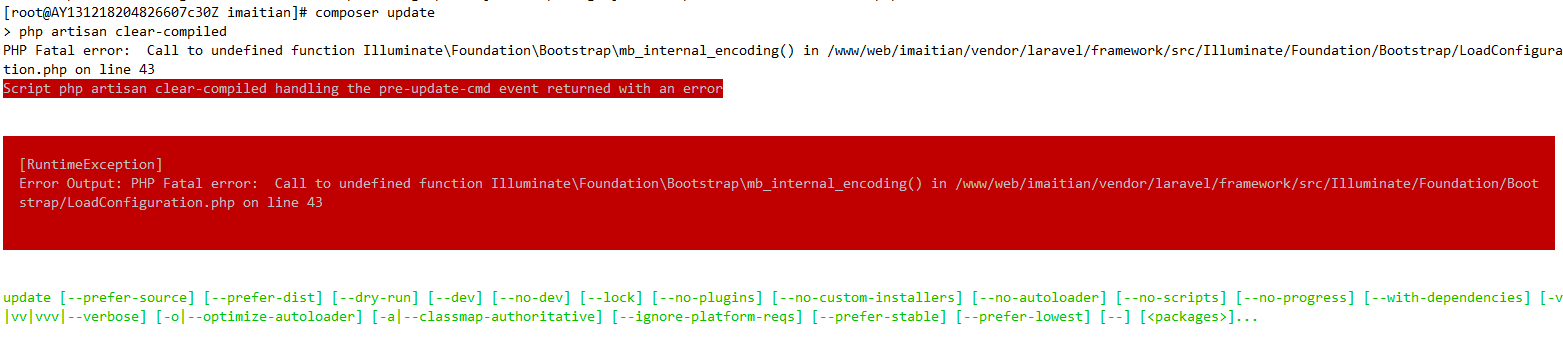 [root@AY131218204826607c30Z imaitian]# composer update
> php artisan clear-compiled
PHP Fatal error:  Call to undefined function Illuminate\Foundation\Bootstrap\mb_internal_encoding() in /www/web/imaitian/vendor/laravel/framework/src/Illuminate/Foundation/Bootstrap/LoadConfigura
tion.php on line 43
Script php artisan clear-compiled handling the pre-update-cmd event returned with an error
[RuntimeException]
Error Output: PHP Fatal error:  Call to undefined function Illuminate\Foundation\Bootstrap\mb_internal_encoding() in /www/web/imaitian/vendor/laravel/framework/src/Illuminate/Foundation/Boot
strap/LoadConfiguration.php on line 43
update [--prefer-source] [--prefer-dist] [--dry-run] [--dev] [--no-dev] [--lock] [--no-plugins] [--no-custom-installers] [--no-autoloader] [--no-scripts] [--no-progress] [--with-dependencies] [-v
|vv|vvv|--verbose] [-o|--optimize-autoloader] [-a|--classmap-authoritative] [--ignore-platform-reqs] [--prefer-stable] [--prefer-lowest] [--] [<packages>]...